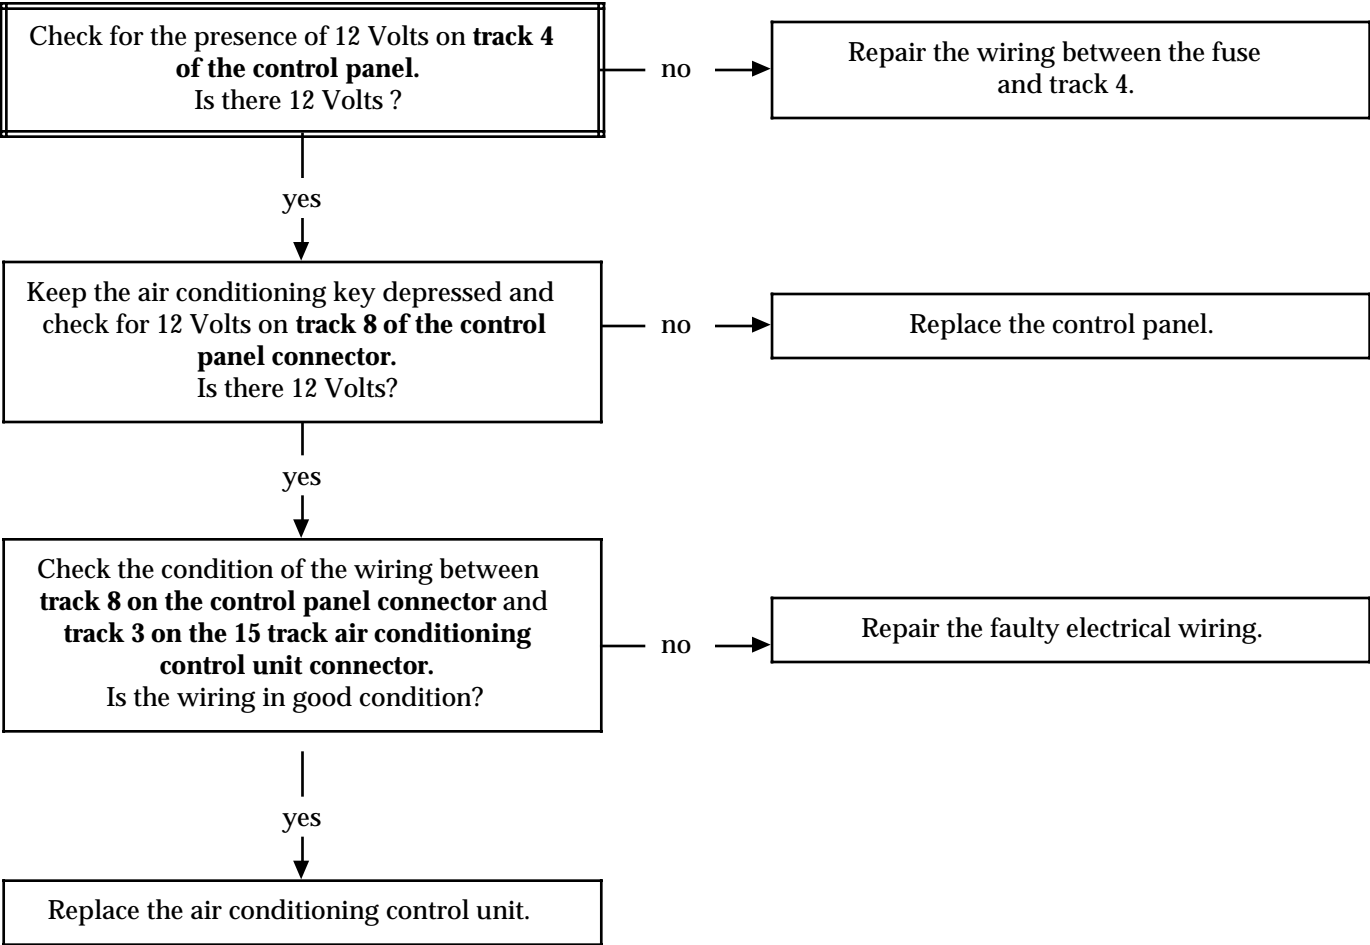 Check for the presence of 12 Volts on track 4
of the control panel.
Is there 12 Volts ?
no
Repair the wiring between the fuse
and track 4.
yes
Keep the air conditioning key depressed and
check for 12 Volts on track 8 of the control
panel connector.
Is there 12 Volts?
no
Replace the control panel.
yes
Check the condition of the wiring between
track 8 on the control panel connector and
track 3 on the 15 track air conditioning
control unit connector.
Is the wiring in good condition?
no
Repair the faulty electrical wiring.
yes
Replace the air conditioning control unit.